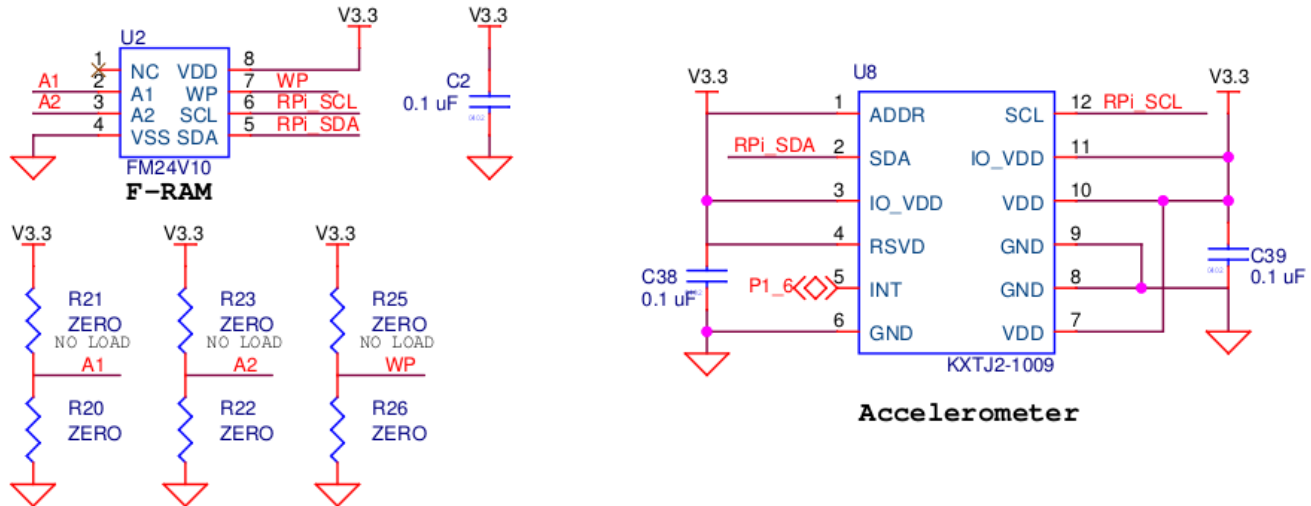 V3.3
V3.3
U2
1 NC VDD 8
A1 2 A1 WP 7 WP
A2 3 A2 SCL 6 RPi_SCL
4 VSS SDA 5 RPi_SDA
FM24V10
F-RAM
C2
0.1 uF
0402
V3.3
R21
ZERO
NO LOAD
A1
R20
ZERO
V3.3
R23
ZERO
NO LOAD
A2
R22
ZERO
V3.3
R25
ZERO
NO LOAD
WP
R26
ZERO
V3.3
U8
V3.3
1 ADDR SCL 12 RPi_SCL
RPi_SDA 2 SDA IO_VDD 11
3 IO_VDD VDD 10
4 RSVD GND 9
P1_6 5 INT GND 8
6 GND VDD 7
KXTJ2-1009
C38
0.1 uF
C39
0402
0.1 uF
Accelerometer